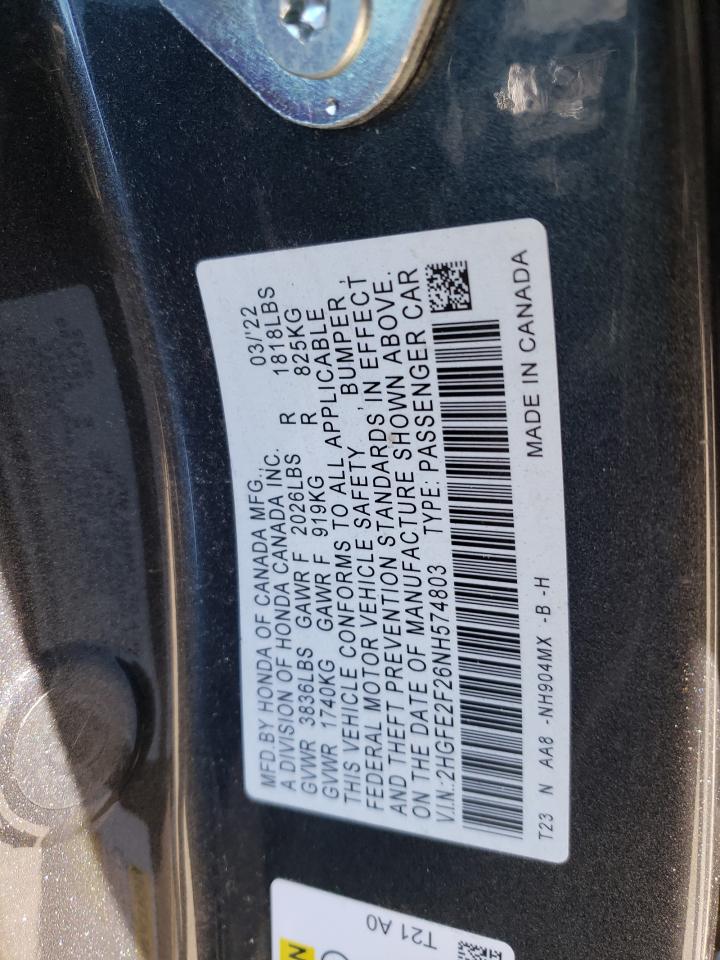 MFD.BY HONDA OF CANADA MFG., 03/'22
A DIVISION OF HONDA CANADA INC.
GVWR 3836LBS GAWR F 2026LBS R 1818LBS
GVWR 1740KG GAWR F 919KG R 825KG
THIS VEHICLE CONFORMS TO ALL APPLICABLE
FEDERAL MOTOR VEHICLE SAFETY, BUMPER,
AND THEFT PREVENTION STANDARDS IN EFFECT
ON THE DATE OF MANUFACTURE SHOWN ABOVE.
V.I.N.:2HGFE2F26NH574803 TYPE: PASSENGER CAR
T23 N AA8 -NH904MX -B -H MADE IN CANADA
T21 A0